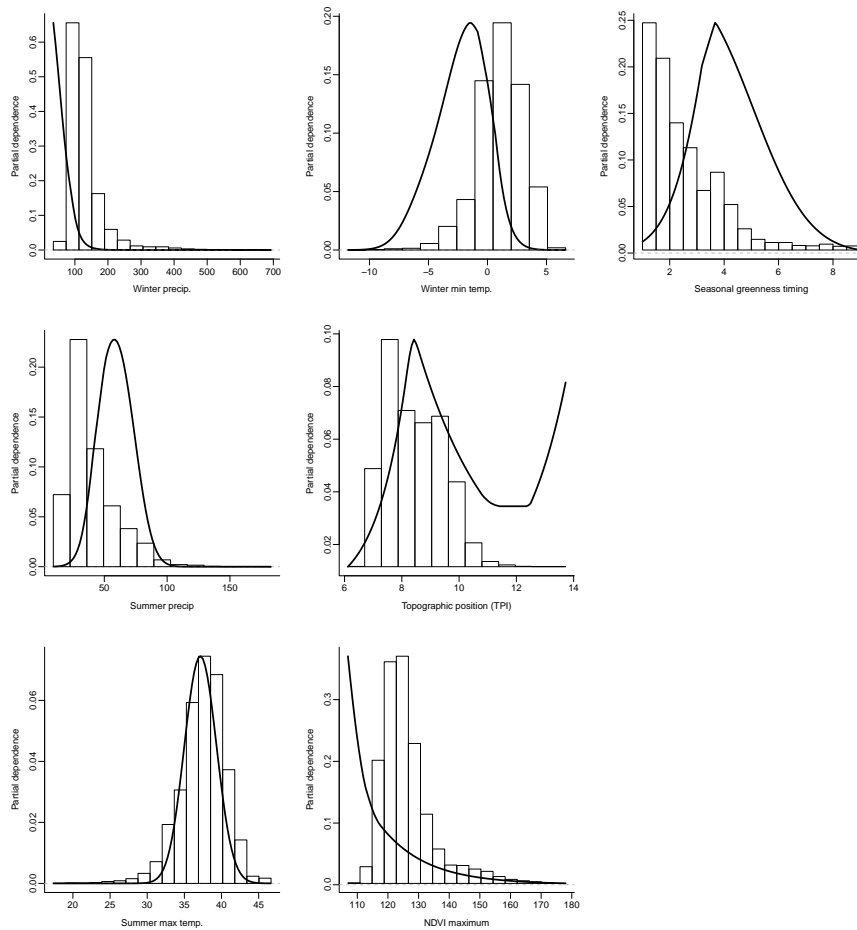 Partial dependence
0.0 0.1 0.2 0.3 0.4 0.5 0.6
100 200 300 400 500 600 700
Winter precip.
Partial dependence
0.00 0.05 0.10 0.15 0.20
−10 −5 0 5
Winter min temp.
Partial dependence
0.00 0.05 0.10 0.15 0.20 0.25
2 4 6 8
Seasonal greenness timing
Partial dependence
0.00 0.05 0.10 0.15 0.20
50 100 150
Summer precip
Partial dependence
0.02 0.04 0.06 0.08 0.10
6 8 10 12 14
Topographic position (TPI)
Partial dependence
0.00 0.02 0.04 0.06
20 25 30 35 40 45
Summer max temp.
Partial dependence
0.0 0.1 0.2 0.3
110 120 130 140 150 160 170 180
NDVI maximum